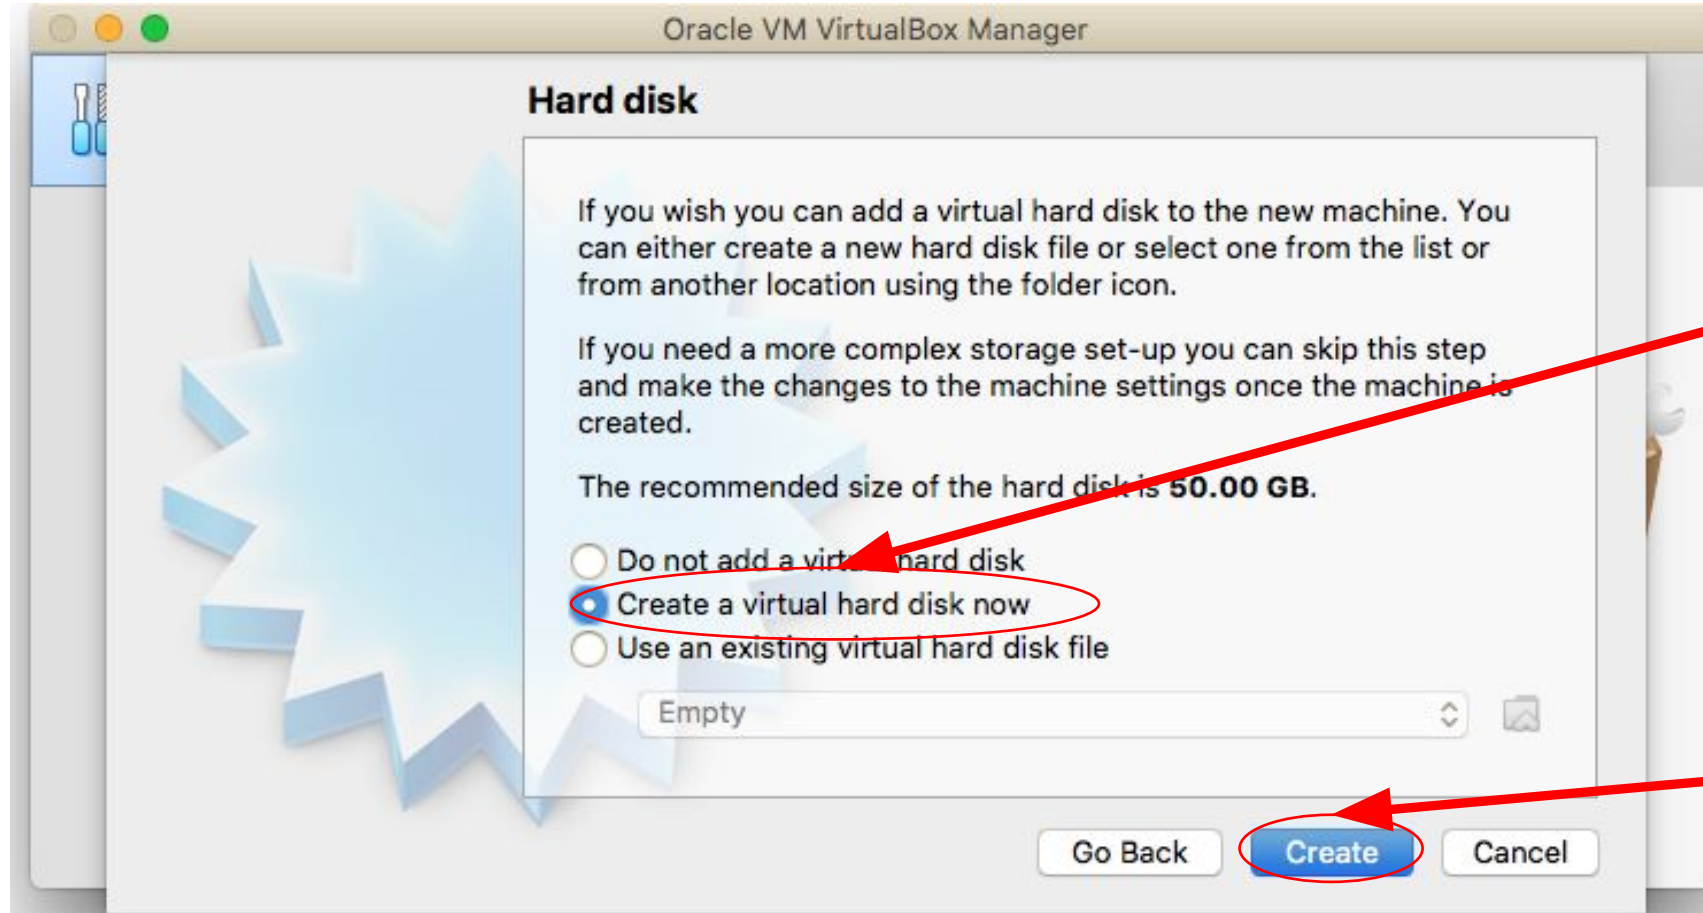 Oracle VM VirtualBox Manager
Hard disk
If you wish you can add a virtual hard disk to the new machine. You
can either create a new hard disk file or select one from the list or
from another location using the folder icon.
If you need a more complex storage set-up you can skip this step
and make the changes to the machine settings once the machine is
created.
The recommended size of the hard disk is 50.00 GB.
Do not add a virtual hard disk
Create a virtual hard disk now
Use an existing virtual hard disk file
Empty
Go Back Create Cancel